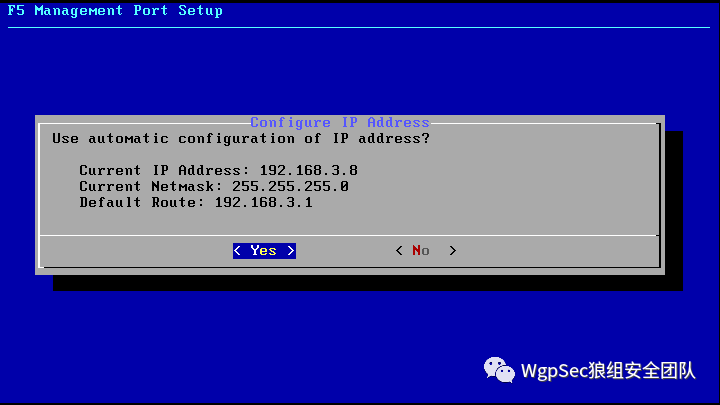 F5 Management Port Setup
Configure IP Address
Use automatic configuration of IP address?
Current IP Address: 192.168.3.8
Current Netmask: 255.255.255.0
Default Route: 192.168.3.1
< Yes > < No >
WgpSec狼组安全团队